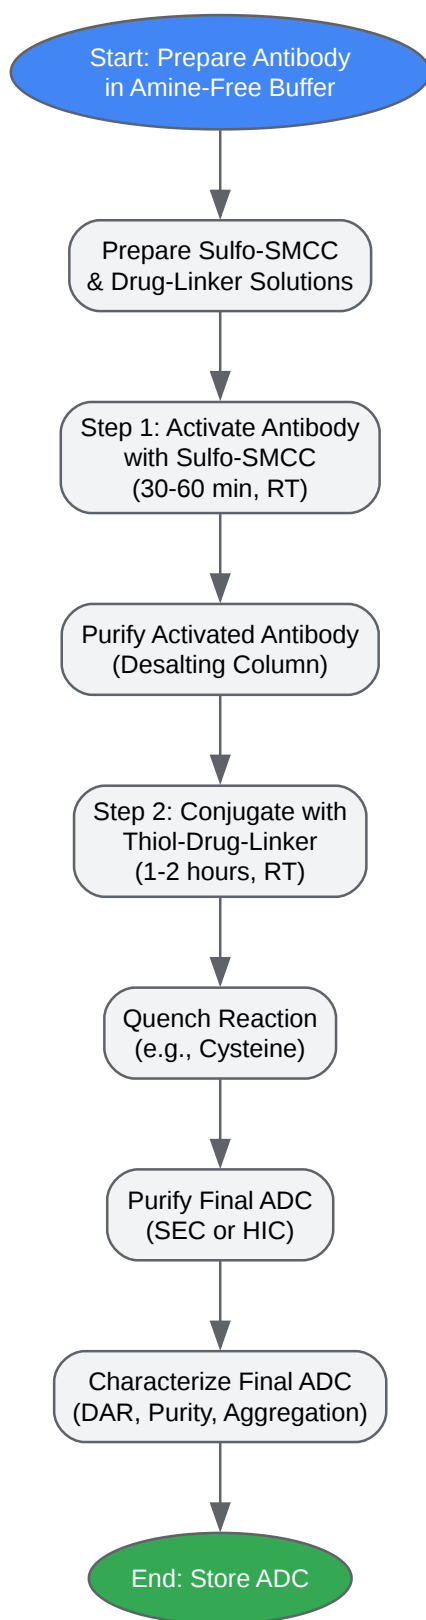 Start: Prepare Antibody
in Amine-Free Buffer
Prepare Sulfo-SMCC
& Drug-Linker Solutions
Step 1: Activate Antibody
with Sulfo-SMCC
(30-60 min, RT)
Purify Activated Antibody
(Desalting Column)
Step 2: Conjugate with
Thiol-Drug-Linker
(1-2 hours, RT)
Quench Reaction
(e.g., Cysteine)
Purify Final ADC
(SEC or HIC)
Characterize Final ADC
(DAR, Purity, Aggregation)
End: Store ADC